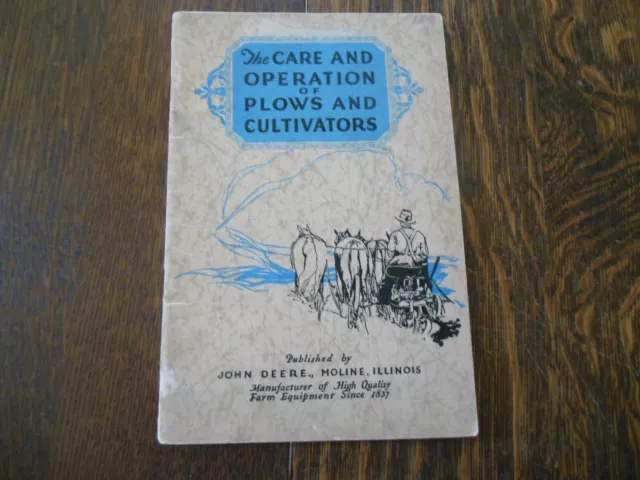 The CARE AND
OPERATION
OF
PLOWS AND
CULTIVATORS
Published by
JOHN DEERE., MOLINE, ILLINOIS
Manufacturer of High Quality
Farm Equipment Since 1837